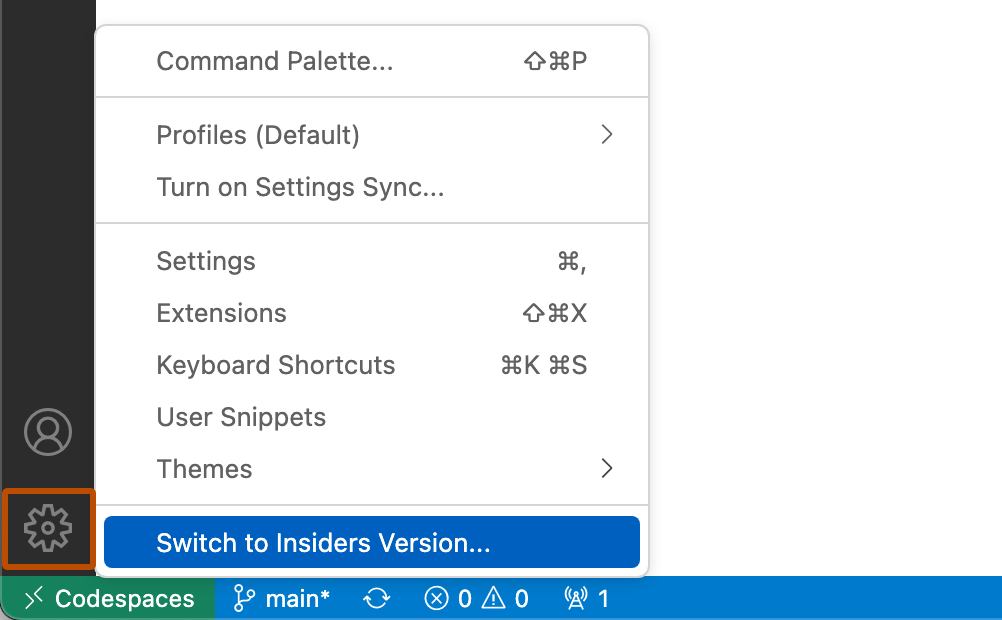 Command Palette... ⇧⌘P
Profiles (Default)
Turn on Settings Sync...
Settings ⌘,
Extensions ⇧⌘X
Keyboard Shortcuts ⌘K ⌘S
User Snippets
Themes
Switch to Insiders Version...
Codespaces main* 0 0 1